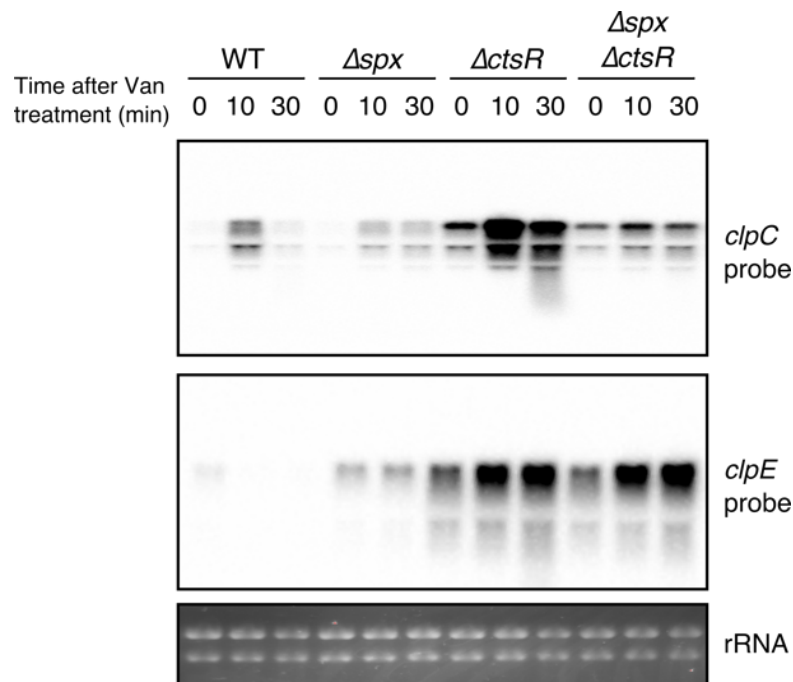 WT Δspx ΔctsR Δspx ΔctsR
Time after Van treatment (min)
0 10 30 0 10 30 0 10 30 0 10 30
clpC probe
clpE probe
rRNA